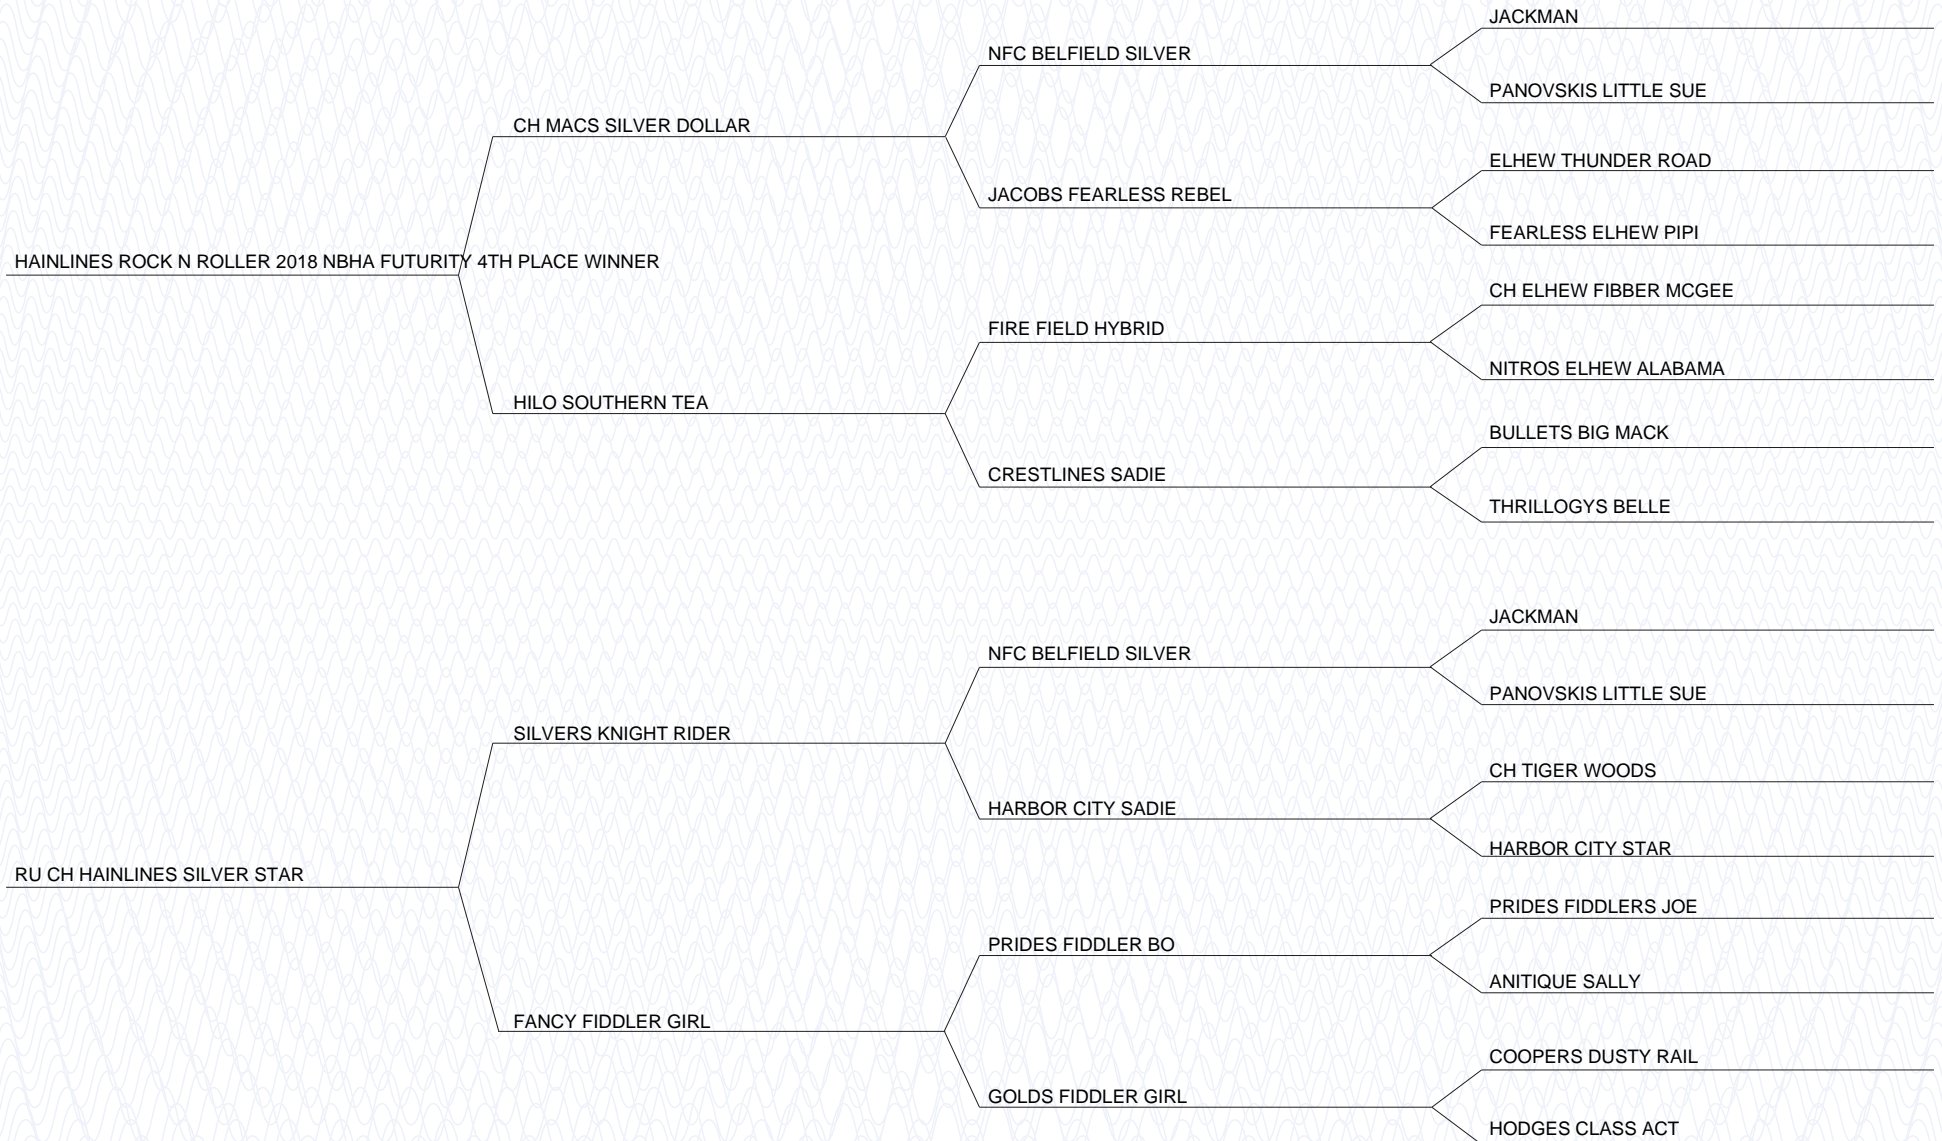 JACKMAN
NFC BELFIELD SILVER
PANOVSKIS LITTLE SUE
CH MACS SILVER DOLLAR
ELHEW THUNDER ROAD
JACOBS FEARLESS REBEL
FEARLESS ELHEW PIPI
HAINLINES ROCK N ROLLER 2018 NBHA FUTURITY 4TH PLACE WINNER
CH ELHEW FIBBER MCGEE
FIRE FIELD HYBRID
NITROS ELHEW ALABAMA
HILO SOUTHERN TEA
BULLETS BIG MACK
CRESTLINES SADIE
THRILLOGYS BELLE
JACKMAN
NFC BELFIELD SILVER
PANOVSKIS LITTLE SUE
SILVERS KNIGHT RIDER
CH TIGER WOODS
HARBOR CITY SADIE
HARBOR CITY STAR
RU CH HAINLINES SILVER STAR
PRIDES FIDDLERS JOE
PRIDES FIDDLER BO
ANITIQUE SALLY
FANCY FIDDLER GIRL
COOPERS DUSTY RAIL
GOLDS FIDDLER GIRL
HODGES CLASS ACT